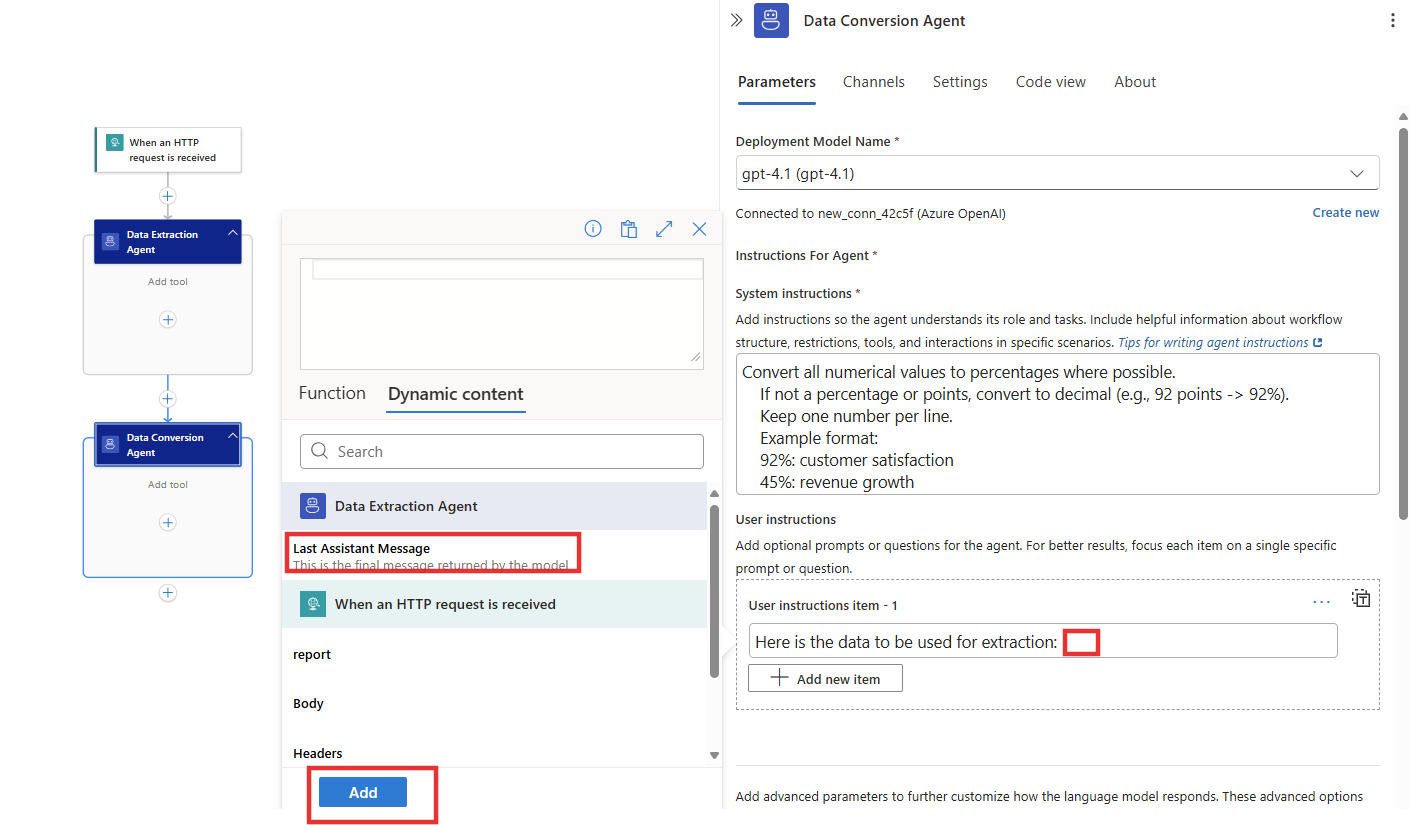 When an HTTP
request is received
Data Extraction
Agent
Add tool
Data Conversion
Agent
Add tool
Function
Dynamic content
Search
Data Extraction Agent
Last Assistant Message
This is the final message returned by the model.
When an HTTP request is received
report
Body
Headers
Add
Data Conversion Agent
Parameters
Channels
Settings
Code view
About
Deployment Model Name *
gpt-4.1 (gpt-4.1)
Connected to new_conn_42c5f (Azure OpenAI)
Create new
Instructions For Agent *
System instructions *
Add instructions so the agent understands its role and tasks. Include helpful information about workflow
structure, restrictions, tools, and interactions in specific scenarios. Tips for writing agent instructions
Convert all numerical values to percentages where possible.
If not a percentage or points, convert to decimal (e.g., 92 points -> 92%).
Keep one number per line.
Example format:
92%: customer satisfaction
45%: revenue growth
User instructions
Add optional prompts or questions for the agent. For better results, focus each item on a single specific
prompt or question.
User instructions item - 1
Here is the data to be used for extraction:
Add new item
Add advanced parameters to further customize how the language model responds. These advanced options